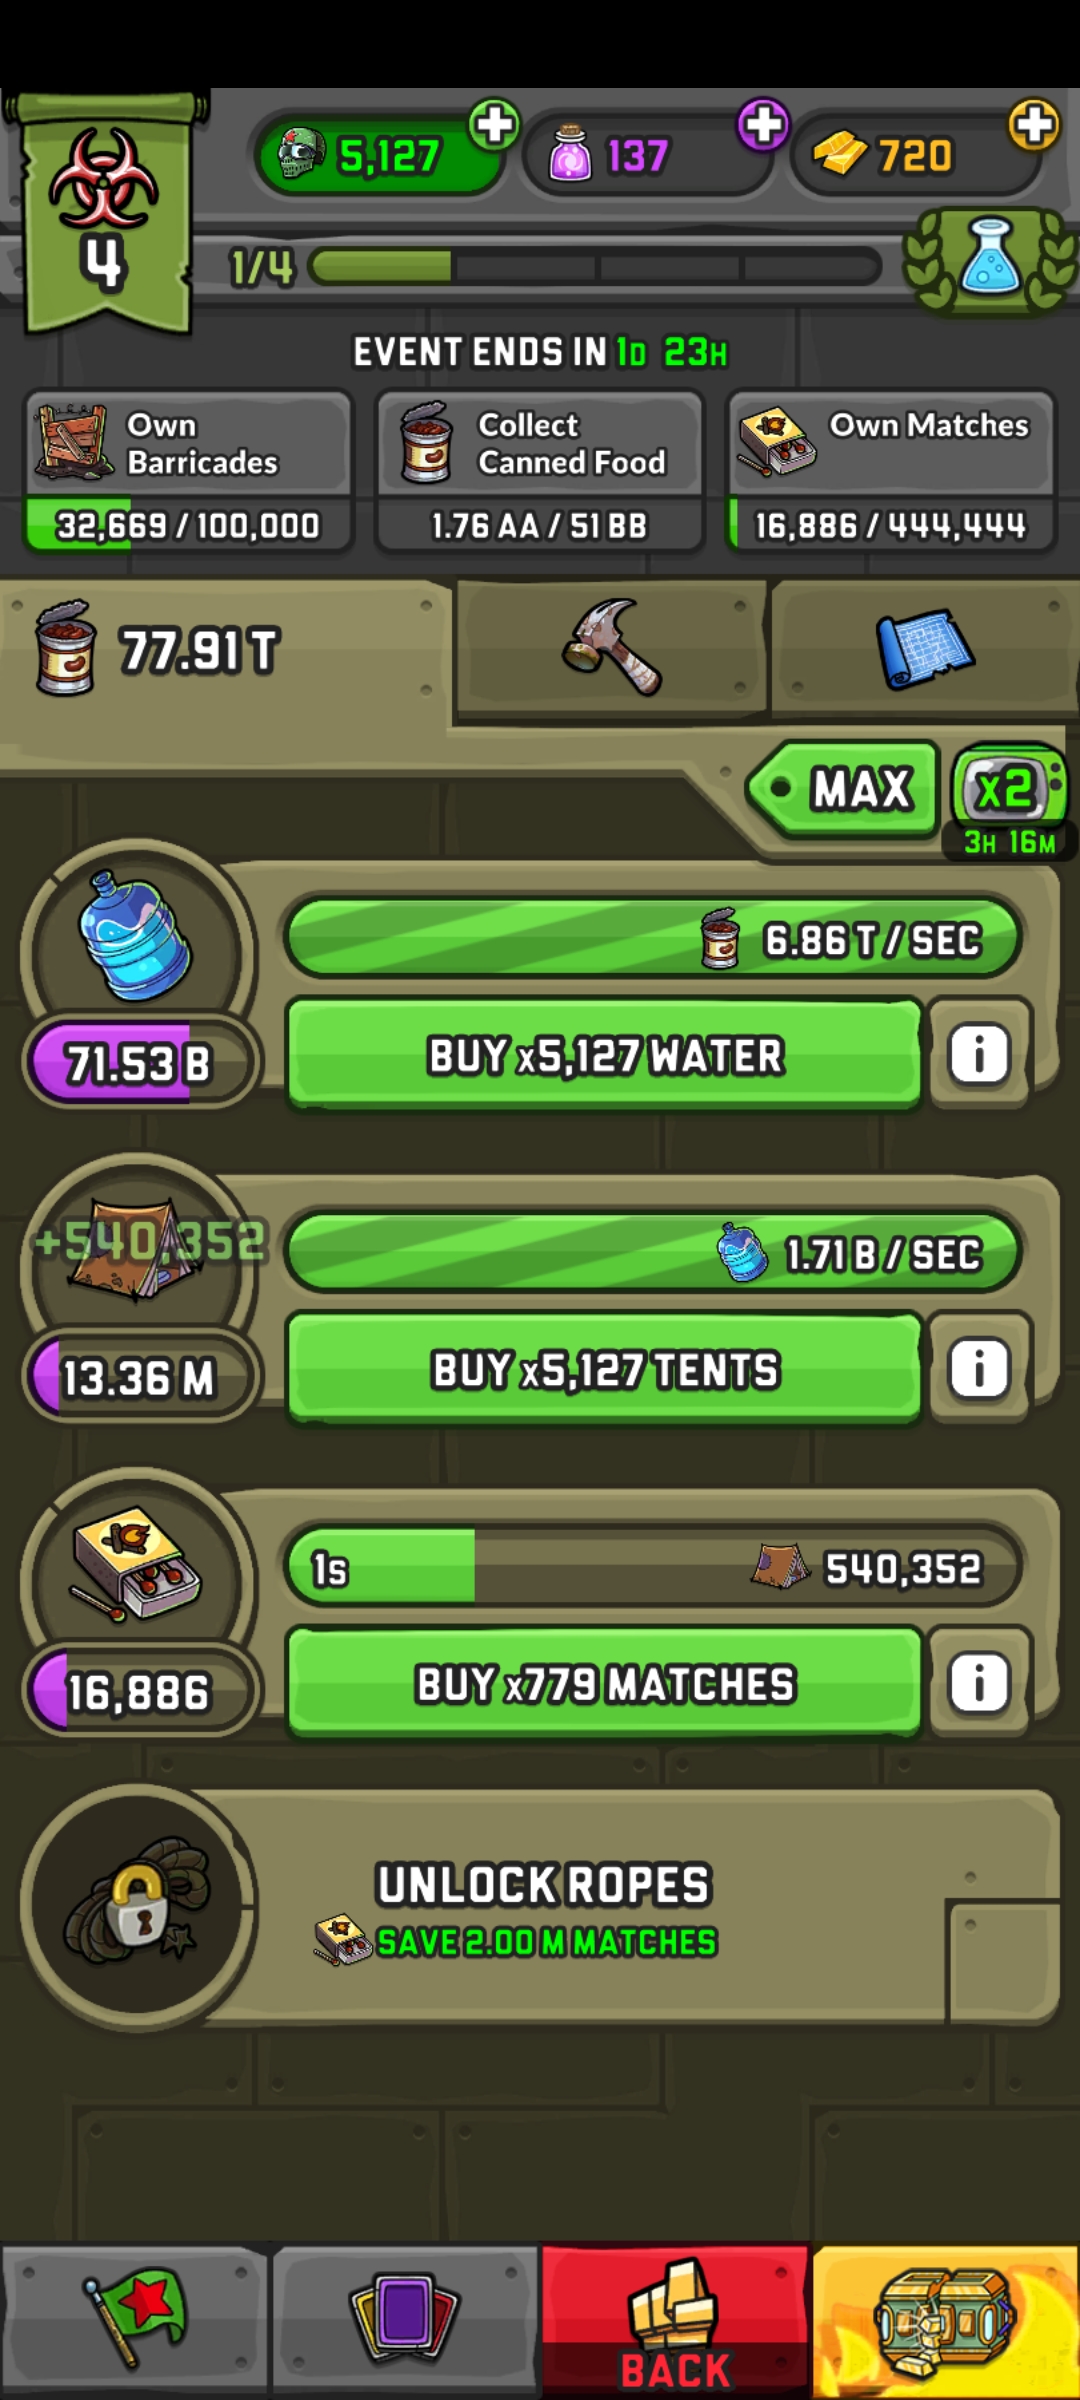 4
5,127
137
720
1/4
EVENT ENDS IN 1D 23H
Own
Barricades
32,669 / 100,000
Collect
Canned Food
1.76 AA / 51 BB
Own Matches
16,886 / 444,444
77.91 T
MAX
x2
3H 16M
6.86 T / SEC
BUY x5,127 WATER
71.53 B
+540,352
1.71 B / SEC
BUY x5,127 TENTS
13.36 M
1s
540,352
BUY x779 MATCHES
16,886
UNLOCK ROPES
SAVE 2.00 M MATCHES
BACK